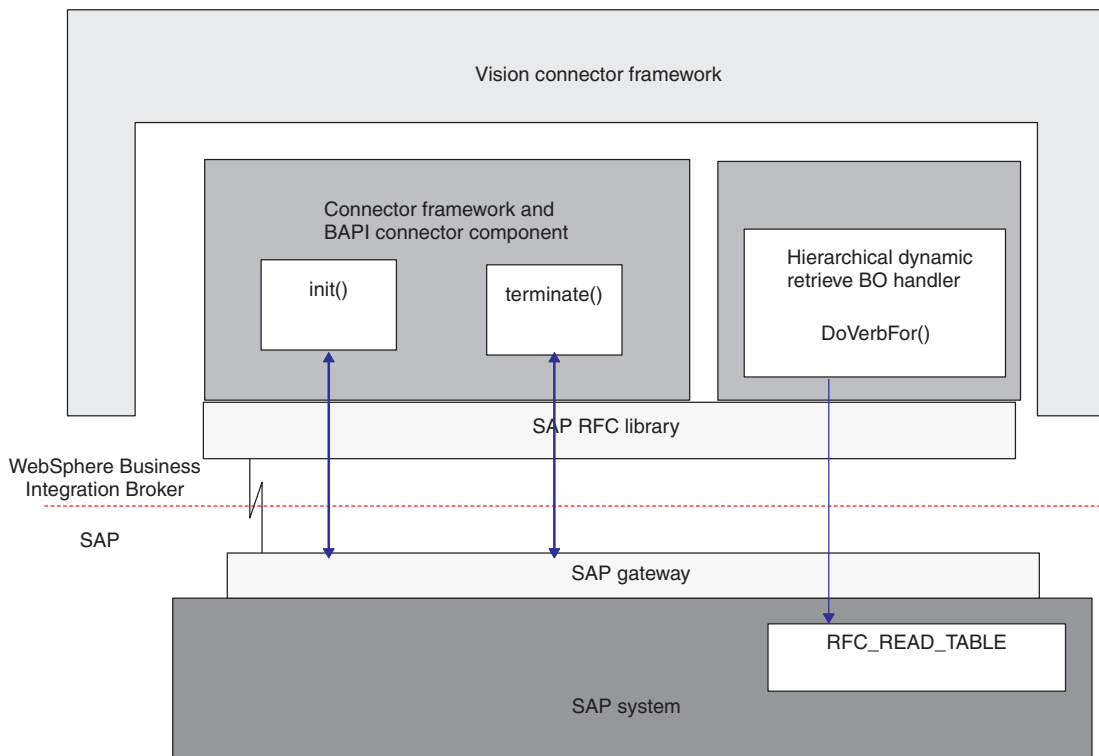 Vision connector framework
Connector framework and
BAPI connector component
init()
terminate()
Hierarchical dynamic
retrieve BO handler
DoVerbFor()
SAP RFC library
WebSphere Business
Integration Broker
SAP
SAP gateway
RFC_READ_TABLE
SAP system